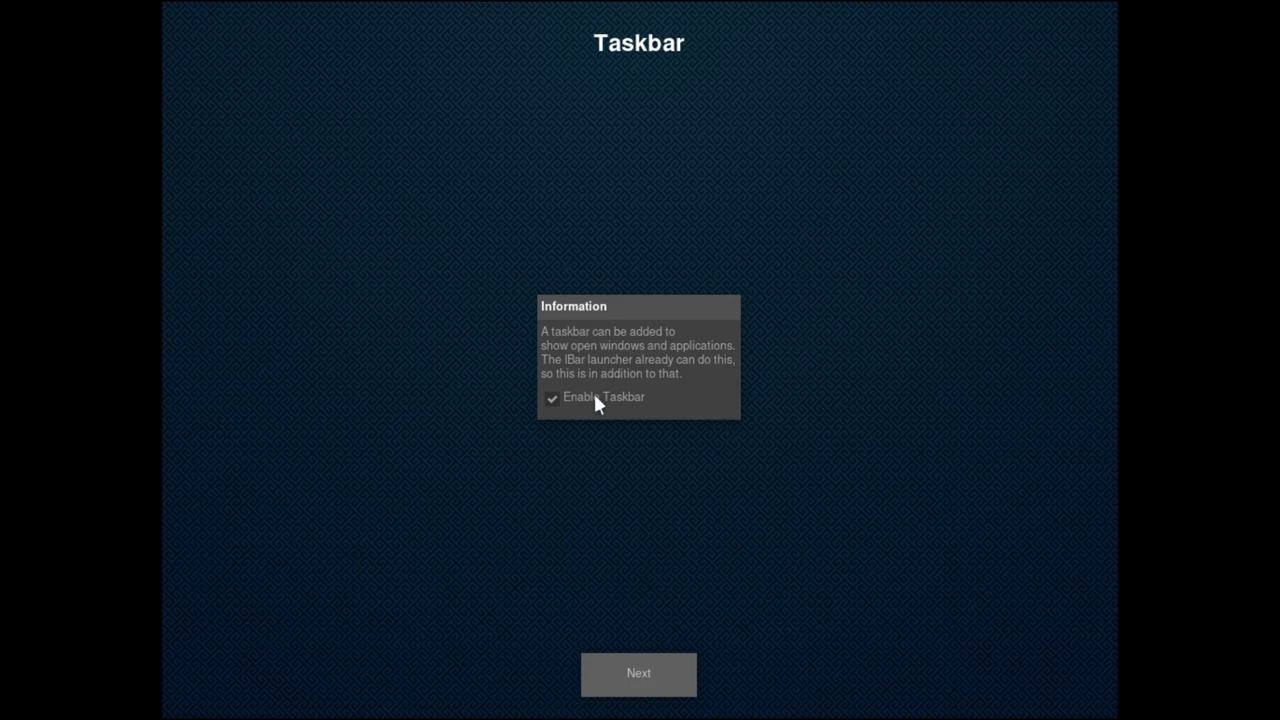 Taskbar
Information
A taskbar can be added to
show open windows and applications.
The IBar launcher already can do this,
so this is in addition to that.
Enable Taskbar
Next